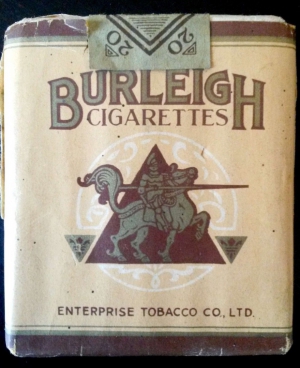 20 20
BURLEIGH
CIGARETTES
ENTERPRISE TOBACCO CO., LTD.